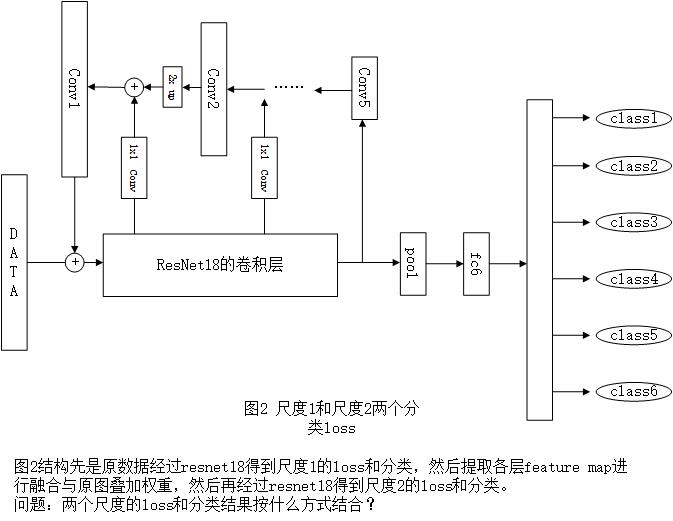 Conv1
2x up
Conv2
……
Conv5
1x1 Conv
1x1 Conv
DATA
ResNet18的卷积层
pool
fc6
class1
class2
class3
class4
class5
class6
图2 尺度1和尺度2两个分
类loss
图2结构先是原数据经过resnet18得到尺度1的loss和分类，然后提取各层feature map进
行融合与原图叠加权重，然后再经过resnet18得到尺度2的loss和分类。
问题：两个尺度的loss和分类结果按什么方式结合？